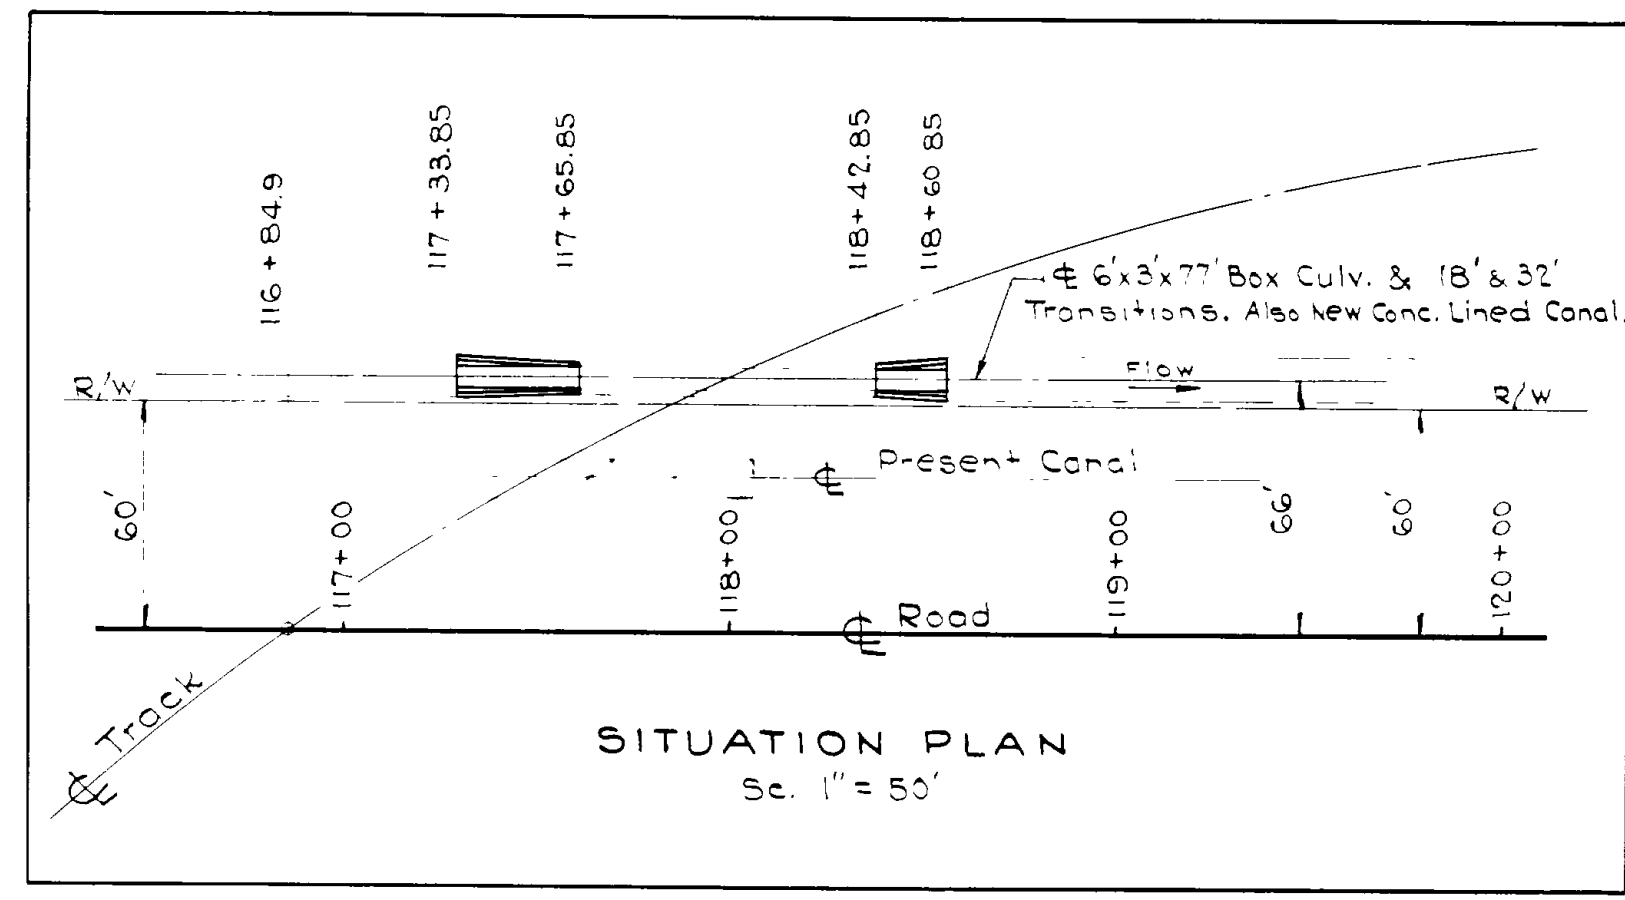 116 + 84.9
117 + 33.85
117 + 65.85
118 + 42.85
118 + 60 85
℄ 6'x3'x77' Box Culv. & 18' & 32'
Transitions. Also New Conc. Lined Canal.
R/W
Flow
R/W
℄ Present Canal
60'
117+00
118+00
119+00
66'
60'
120+00
℄ Road
℄ Track
SITUATION PLAN
Sc. 1" = 50'